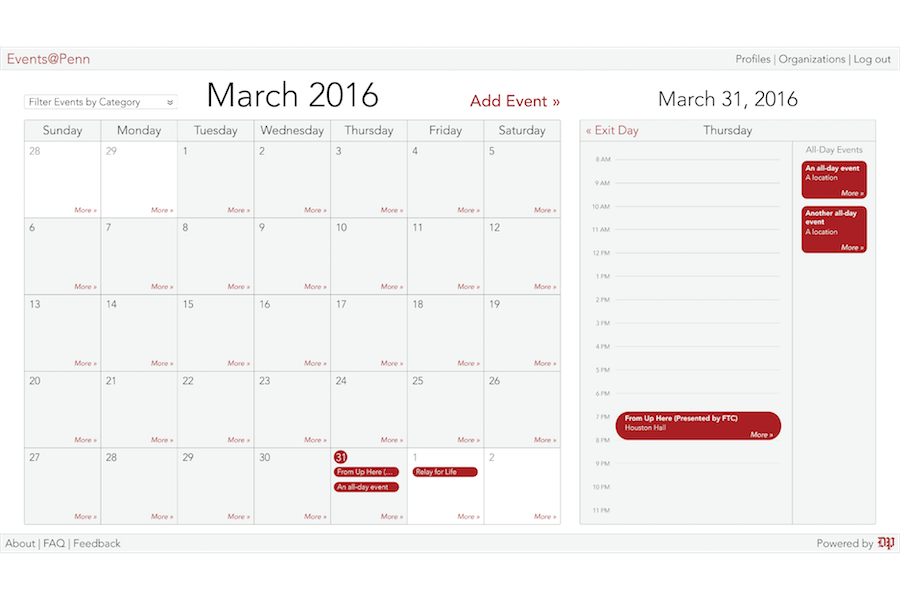 Events@Penn
Profiles | Organizations | Log out
Filter Events by Category
March 2016
Add Event »
Sunday Monday Tuesday Wednesday Thursday Friday Saturday
28 29 1 2 3 4 5
More » More » More » More » More » More » More »
6 7 8 9 10 11 12
More » More » More » More » More » More » More »
13 14 15 16 17 18 19
More » More » More » More » More » More » More »
20 21 22 23 24 25 26
More » More » More » More » More » More » More »
27 28 29 30 31 1 2
From Up Here (... Relay for Life
An all-day event
More » More » More » More » More » More » More »
March 31, 2016
« Exit Day Thursday
All-Day Events
An all-day event
A location
More »
Another all-day
event
A location
More »
8 AM
9 AM
10 AM
11 AM
12 PM
1 PM
2 PM
3 PM
4 PM
5 PM
6 PM
7 PM
From Up Here (Presented by FTC)
Houston Hall
More »
8 PM
9 PM
10 PM
11 PM
About | FAQ | Feedback
Powered by DP